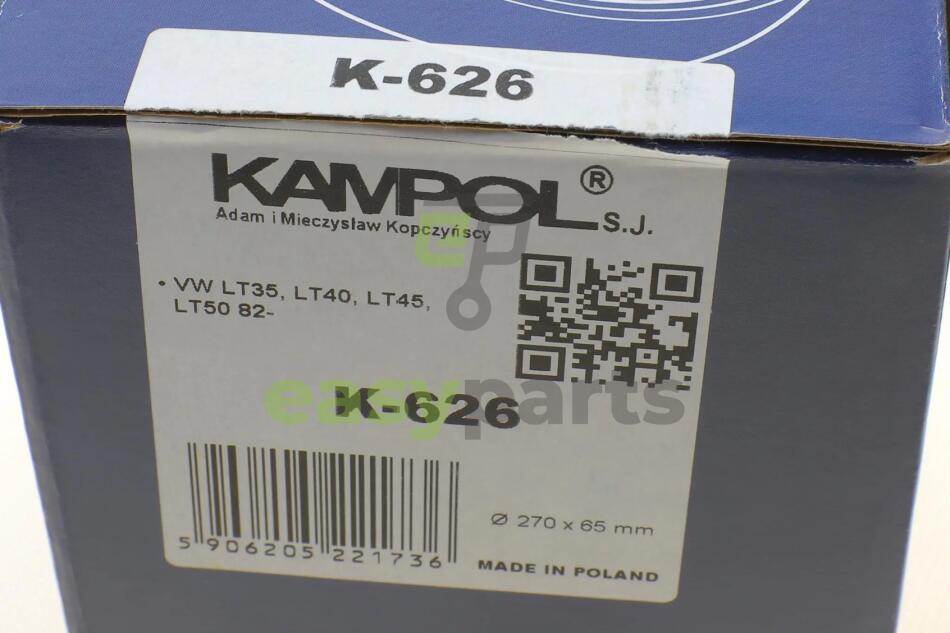 K-626
KAMPOL® S.J.
Adam i Mieczysław Kopczyńscy
• VW LT35, LT40, LT45,
LT50 82-
K-626
easyparts
Ø 270 x 65 mm
5 906205 221736
MADE IN POLAND